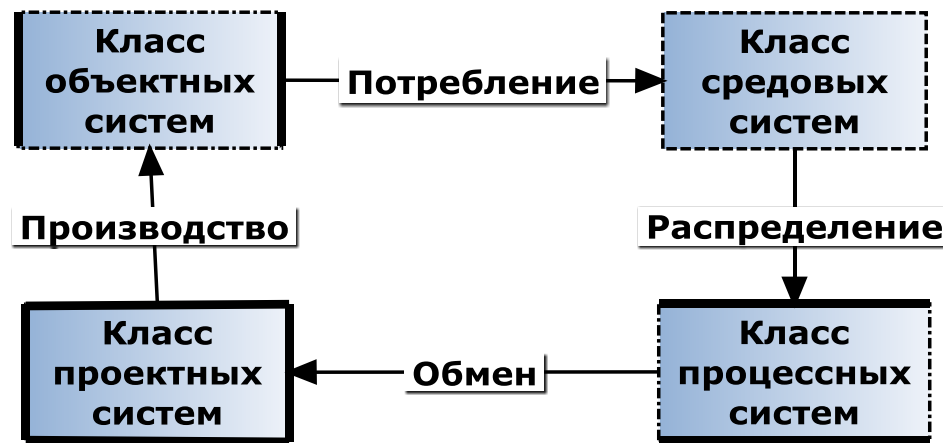 Класс
объектных
систем
Потребление
Класс
средовых
систем
Производство
Распределение
Класс
проектных
систем
Обмен
Класс
процессных
систем